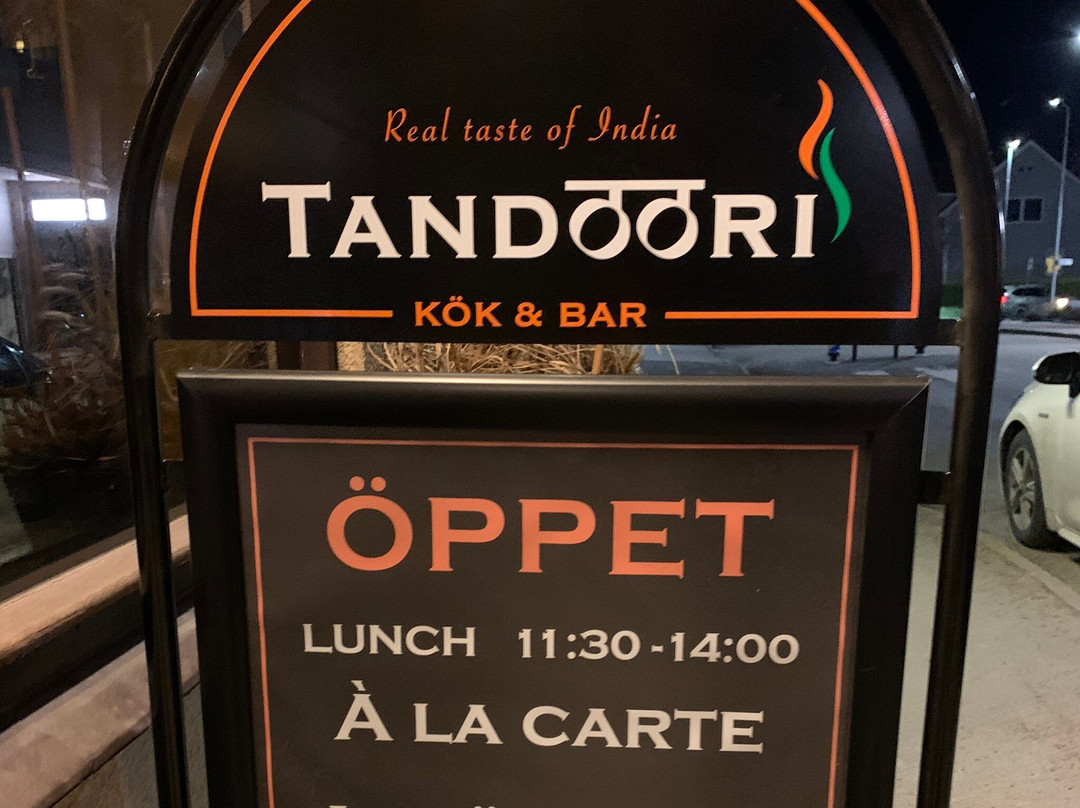 Real taste of India
TANDOORI
KÖK & BAR
ÖPPET
LUNCH 11:30-14:00
À LA CARTE